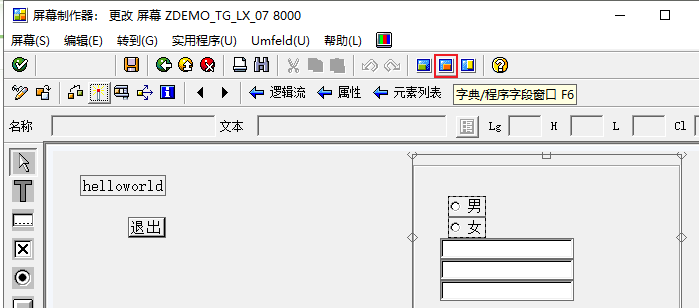 屏幕制作器: 更改 屏幕 ZDEMO_TG_LX_07 8000
屏幕(S) 编辑(E) 转到(G) 实用程序(U) Umfeld(U) 帮助(L)
逻辑流 属性 元素列表 字典/程序字段窗口 F6
名称 文本 Lg H L Cl
helloworld
退出
男
女